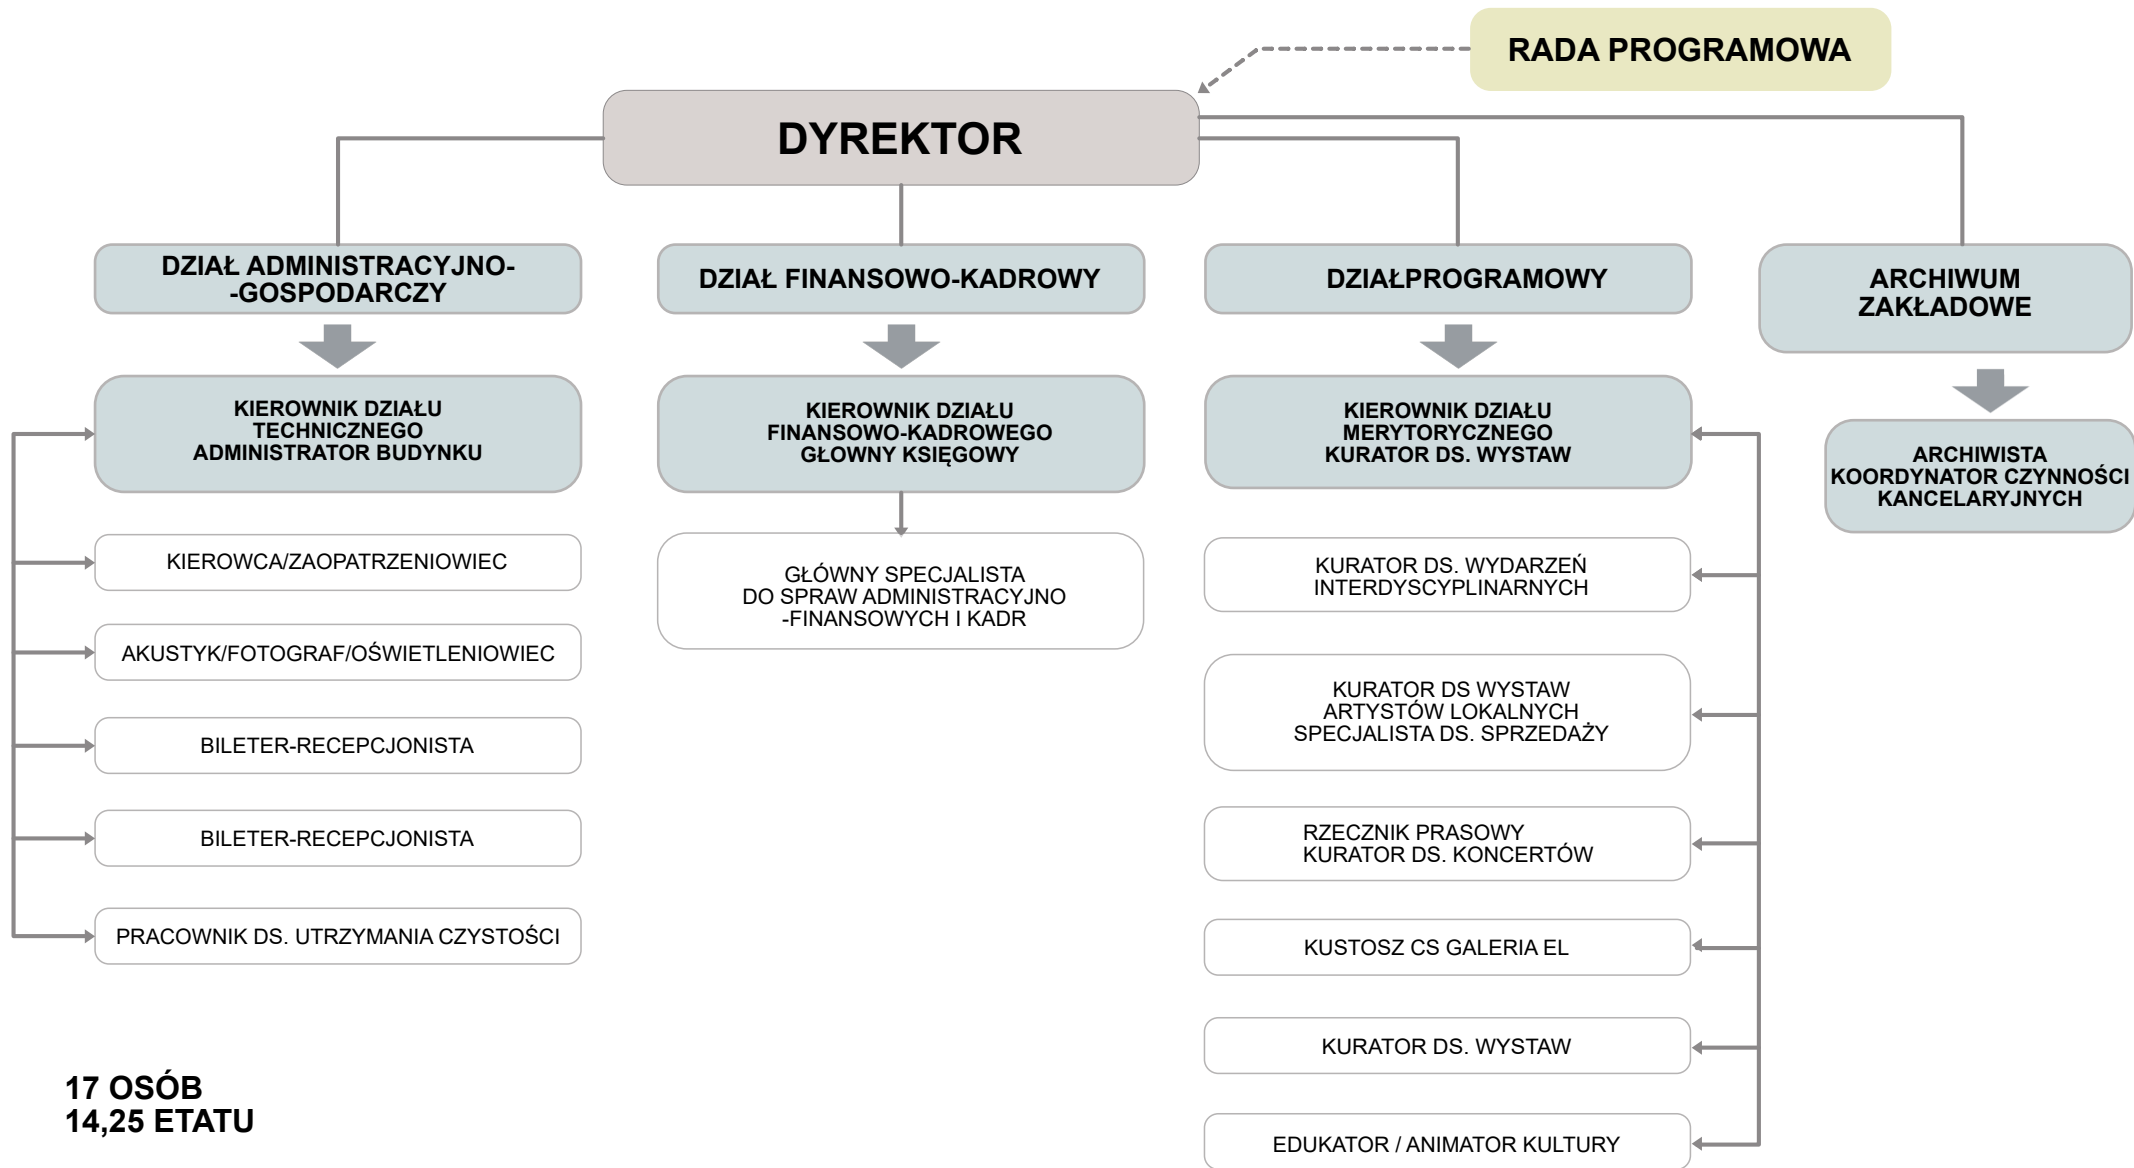 RADA PROGRAMOWA
DYREKTOR
DZIAŁ ADMINISTRACYJNO-
-GOSPODARCZY
KIEROWNIK DZIAŁU
TECHNICZNEGO
ADMINISTRATOR BUDYNKU
KIEROWCA/ZAOPATRZENIOWIEC
AKUSTYK/FOTOGRAF/OŚWIETLENIOWIEC
BILETER-RECEPCJONISTA
BILETER-RECEPCJONISTA
PRACOWNIK DS. UTRZYMANIA CZYSTOŚCI
DZIAŁ FINANSOWO-KADROWY
KIEROWNIK DZIAŁU
FINANSOWO-KADROWEGO
GŁOWNY KSIĘGOWY
GŁÓWNY SPECJALISTA
DO SPRAW ADMINISTRACYJNO
-FINANSOWYCH I KADR
DZIAŁPROGRAMOWY
KIEROWNIK DZIAŁU
MERYTORYCZNEGO
KURATOR DS. WYSTAW
KURATOR DS. WYDARZEŃ
INTERDYSCYPLINARNYCH
KURATOR DS WYSTAW
ARTYSTÓW LOKALNYCH
SPECJALISTA DS. SPRZEDAŻY
RZECZNIK PRASOWY
KURATOR DS. KONCERTÓW
KUSTOSZ CS GALERIA EL
KURATOR DS. WYSTAW
EDUKATOR / ANIMATOR KULTURY
ARCHIWUM
ZAKŁADOWE
ARCHIWISTA
KOORDYNATOR CZYNNOŚCI
KANCELARYJNYCH
17 OSÓB
14,25 ETATU